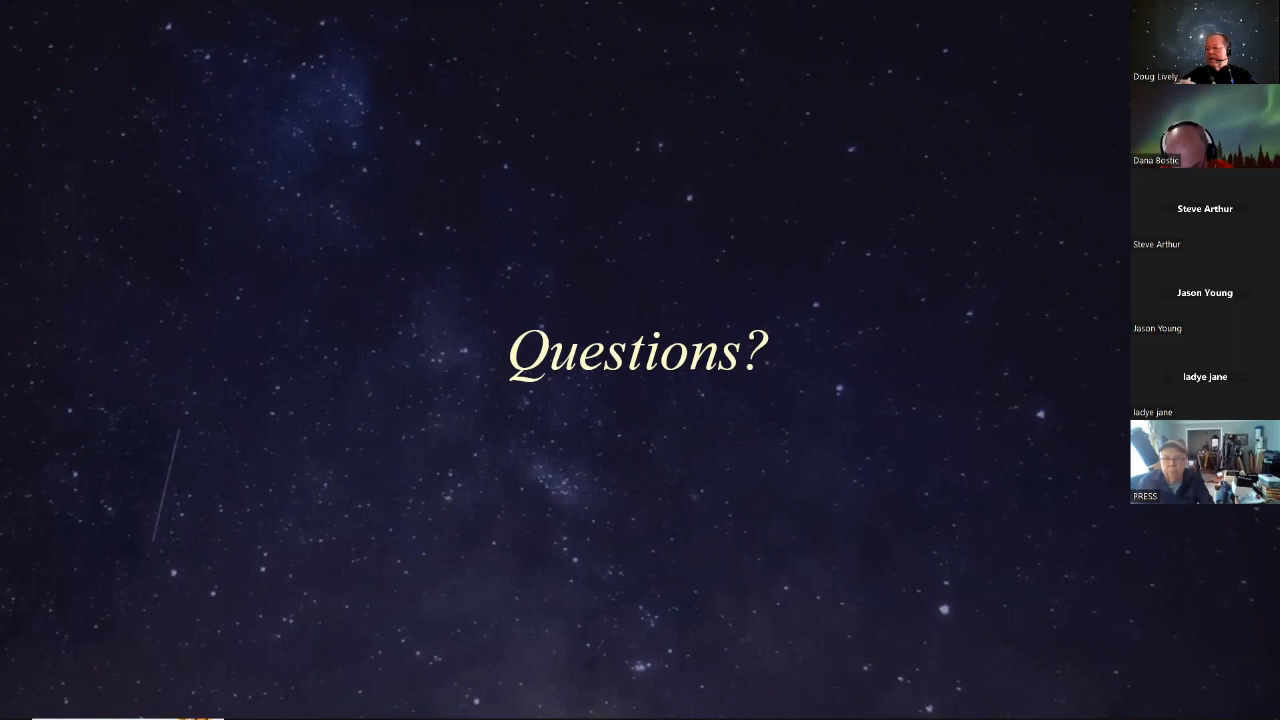 Questions?
Doug Lively
Dana Bostic
Steve Arthur
Steve Arthur
Jason Young
Jason Young
ladye jane
ladye jane
PRESS